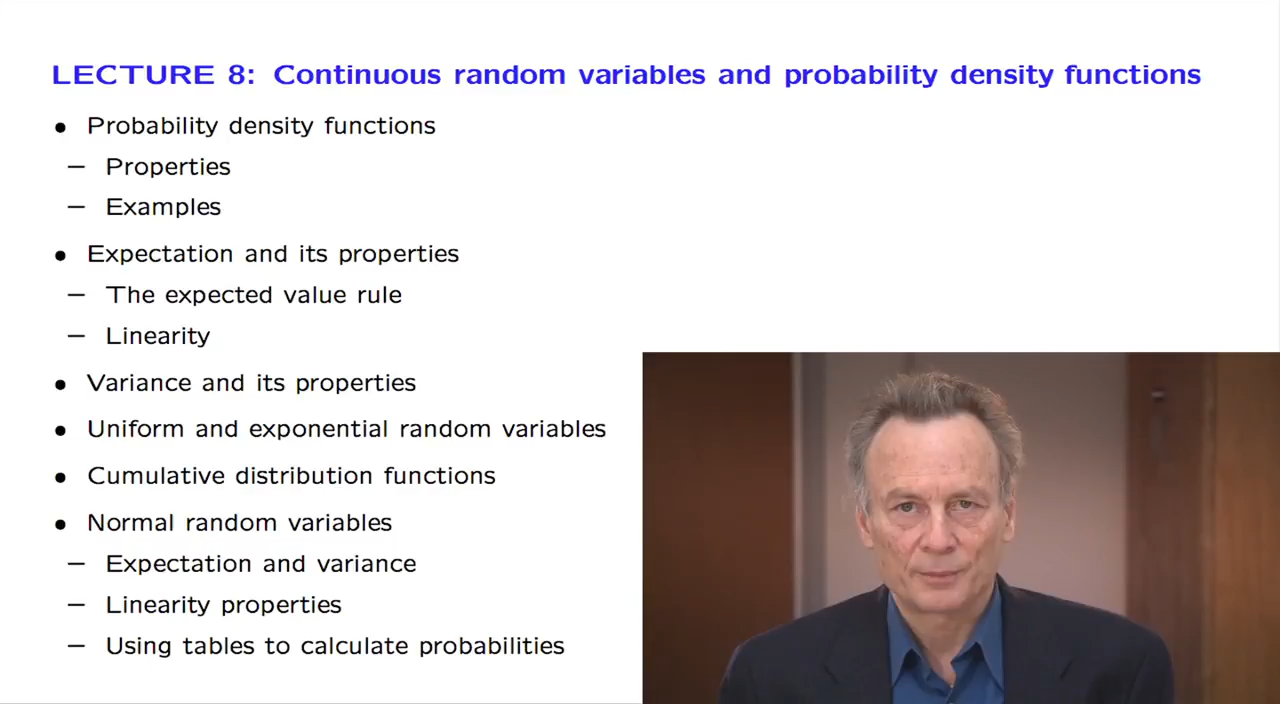 LECTURE 8: Continuous random variables and probability density functions
• Probability density functions
– Properties
– Examples
• Expectation and its properties
– The expected value rule
– Linearity
• Variance and its properties
• Uniform and exponential random variables
• Cumulative distribution functions
• Normal random variables
– Expectation and variance
– Linearity properties
– Using tables to calculate probabilities